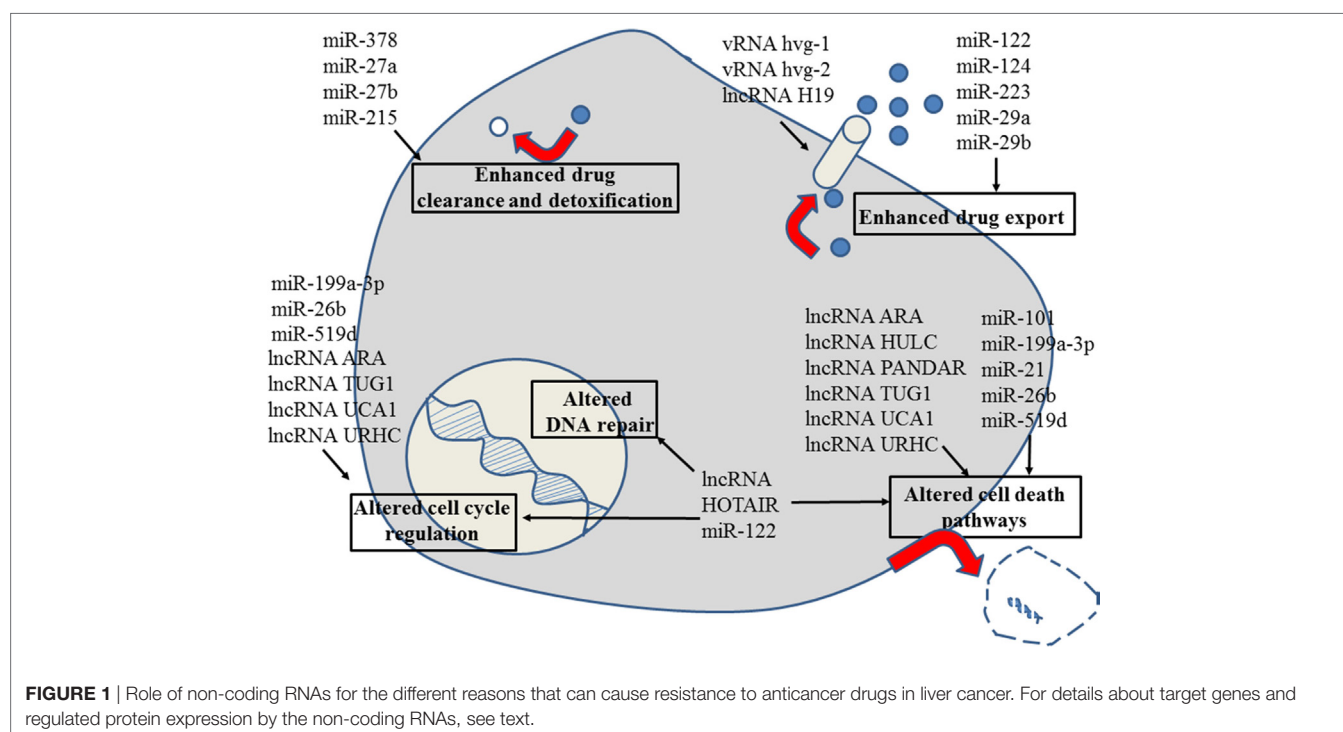 miR-378
miR-27a
miR-27b
miR-215
Enhanced drug
clearance and detoxification
vRNA hvg-1
vRNA hvg-2
lncRNA H19
miR-122
miR-124
miR-223
miR-29a
miR-29b
Enhanced drug export
miR-199a-3p
miR-26b
miR-519d
lncRNA ARA
lncRNA TUG1
lncRNA UCA1
lncRNA URHC
Altered cell cycle
regulation
Altered
DNA repair
lncRNA
HOTAIR
miR-122
lncRNA ARA
lncRNA HULC
lncRNA PANDAR
lncRNA TUG1
lncRNA UCA1
lncRNA URHC
miR-101
miR-199a-3p
miR-21
miR-26b
miR-519d
Altered cell death
pathways
FIGURE 1 | Role of non-coding RNAs for the different reasons that can cause resistance to anticancer drugs in liver cancer. For details about target genes and
regulated protein expression by the non-coding RNAs, see text.